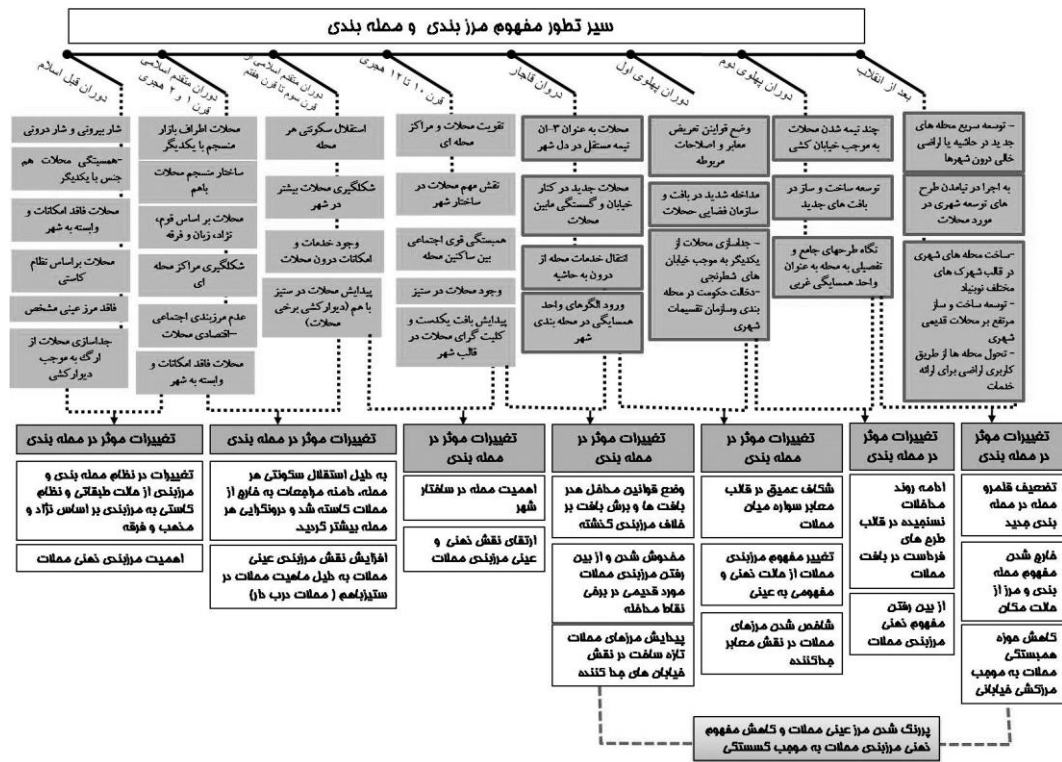 سیر تطور مفهوم مرز بندی و محله بندی
بعد از انقلاب
دوران پهلوی دوم
دوران پهلوی اول
دروان قاجار
قرن ۱۰ تا ۱۲ هجری
دوران متقدم اسلامی و
قرن سوم تا قرن هفتم
دوران متقدم اسلامی
قرن ۱ و ۲ هجری
دوران قبل اسلام
- توسعه سریع محله های
جدید در حاشیه یا اراضی
خالی درون شهرها
به اجرا در نیامدن طرح
های توسعه شهری در
مورد محلات
-ساخت محله های شهری
در قالب شهرک های
مختلف نوبنیاد
- توسعه ساخت و ساز
مرتفع بر محلات قدیمی
شهری
- تحول محله ها از طریق
کاربری اراضی برای ارائه
خدمات
چند نیمه شدن محلات
به موجب خیابان کشی
توسعه ساخت و ساز در
بافت های جدید
نگاه طرحهای جامع و
تفصیلی به محله به عنوان
واحد همسایگی غربی
وضع قواینن تعریض
معابر و اصلاحات
مربوطه
مداخله شدید در بافت و
سازمان فضایی حجلات
- جداسازی محلات از
یکدیگر به موجب خیابان
های شطرنجی
-دخالت حکومت در محله
بندی وسازمان تقسیمات
شهری
محلات به عنوان ۳-ان
نیمه مستقل در دل شهر
محلات جدید در کنار
خیابان و گسستگی مابین
محلات
انتقال خدمات محله از
درون به حاشیه
ورود الگوهای واحد
همسایگی در محله بندی
شهر
تقویت محلات و مراکز
محله ای
نقش مهم محلات در
ساختار شهر
همبستگی قوی اجتماعی
بین ساکنین محله
وجود محلات در ستیز
پیدایش بافت یکدست و
کلیت گرای محلات در
قالب شهر
استقلال سکونتی هر
محله
شکلگیری محلات بیشتر
در شهر
وجود خدمات و
امکانات درون محلات
پیدایش محلات در ستیز
با هم (دیوارکشی برخی
محلات)
محلات اطراف بازار
منسجم با یکدیگر
ساختار منسجم محلات
باهم
محلات بر اساس قوم،
نژاد، زبان و فرقه
شکلگیری مراکز محله
ای
عدم مرزبندی اجتماعی
–اقتصادی محلات
محلات فاقد امکانات و
وابسته به شهر
شار بیرونی و شار درونی
-همبستگی محلات هم
جنس با یکدیگر
محلات فاقد امکانات و
وابسته به شهر
محلات براساس نظام
کاستی
فاقد مرز عینی مشخص
جداسازی محلات از
ارگ به موجب
دیوارکشی
تغییرات موثر
در محله بندی
تضعیف قلمرو
محله در محله
بندی جدید
خارج شدن
مفهوم محله
بندی و مرز از
حالت مکان
کاهش حوزه
همبستگی
محلات به موجب
مرزکشی خیابانی
تغییرات موثر
در محله بندی
ادامه روند
مداخلات
نسنجیده در قالب
طرح های
فرادست در بافت
محلات
از بین رفتن
مفهوم ذهنی
مرزبندی محلات
تغییرات موثر در
محله بندی
شکاف عمیق در قالب
معابر سواره میان
محلات
تغییر مفهوم مرزبندی
محلات از حالت ذهنی و
مفهومی به عینی
شاخص شدن مرزهای
محلات در نقش معابر
جداکننده
تغییرات موثر در
محله بندی
وضع قوانین مداخل هدر
بافت ها و برش بافت بر
خلاف مرزبندی گذشته
مخدوش شدن و از بین
رفتن مرزبندی محلات
مورد قدیمی در برخی
نقاط مداخله
پیدایش مرزهای محلات
تازه ساخت در نقش
خیابان های جدا کننده
تغییرات موثر در
محله بندی
اهمیت محله در ساختار
شهر
ارتقای نقش ذهنی و
عینی مرزبندی محلات
تغییرات موثر در محله بندی
به دلیل استقلال سکونتی هر
محله، دامنه مراجعات به خارج از
محلات کاسته شد و درونگرایی هر
محله بیشتر گردید.
افزایش نقش مرزبندی عینی
محلات به دلیل ماهیت محلات در
ستیزباهم ( محلات درب دار)
تغییرات موثر در محله بندی
تغییرات در نظام محله بندی و
مرزبندی از حالت طبقاتی و نظام
کاستی به مرزبندی بر اساس نژاد و
مذهب و فرقه
اهمیت مرزبندی ذهنی محلات
پررنگ شدن مرز عینی محلات و کاهش مفهوم
ذهنی مرزبندی محلات به موجب گسستگی